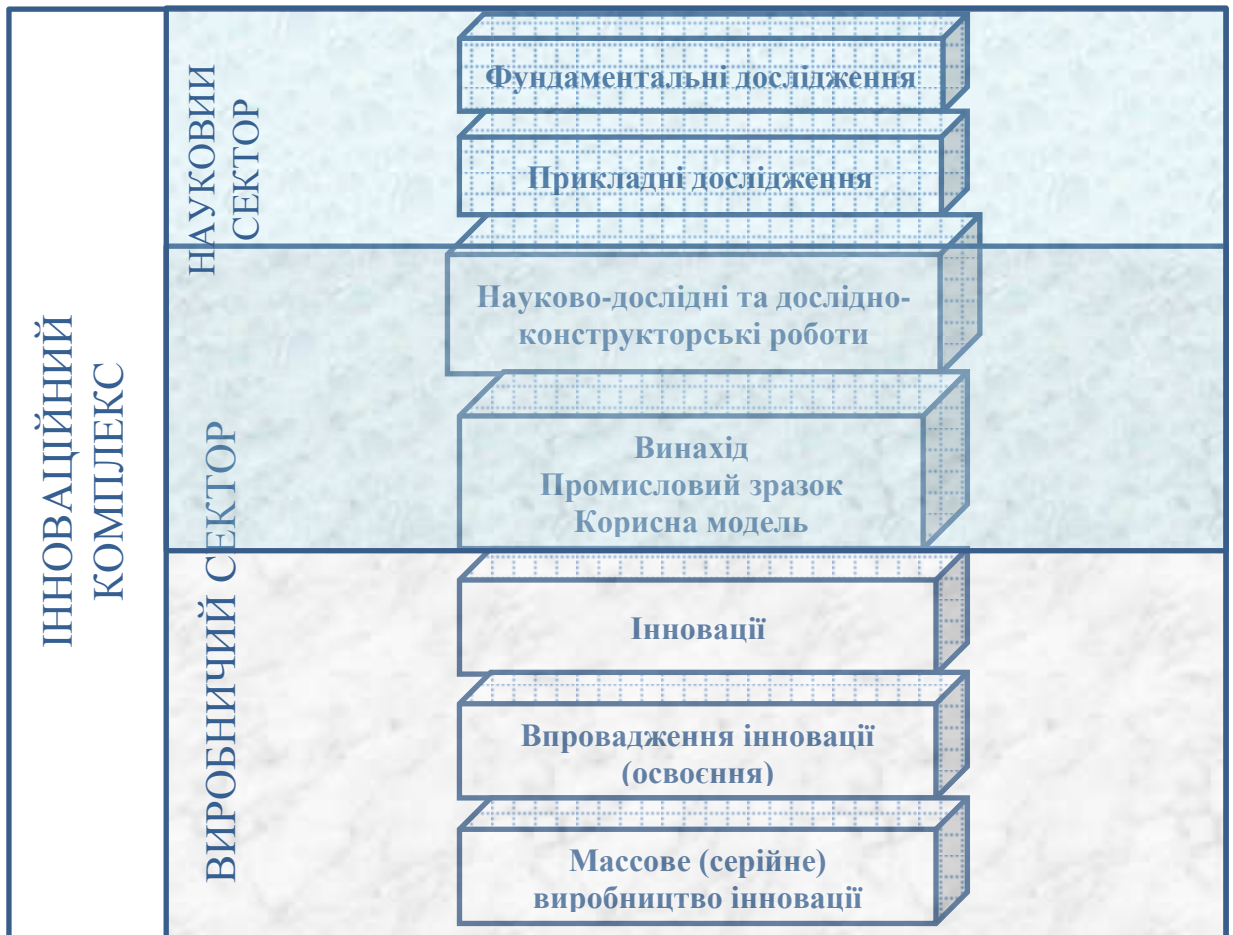 ІННОВАЦІЙНИЙ
КОМПЛЕКС
НАУКОВИЙ
СЕКТОР
ВИРОБНИЧИЙ СЕКТОР
Фундаментальні дослідження
Прикладні дослідження
Науково-дослідні та дослідно-
конструкторські роботи
Винахід
Промисловий зразок
Корисна модель
Інновації
Впровадження інновації
(освоєння)
Массове (серійне)
виробництво інновації